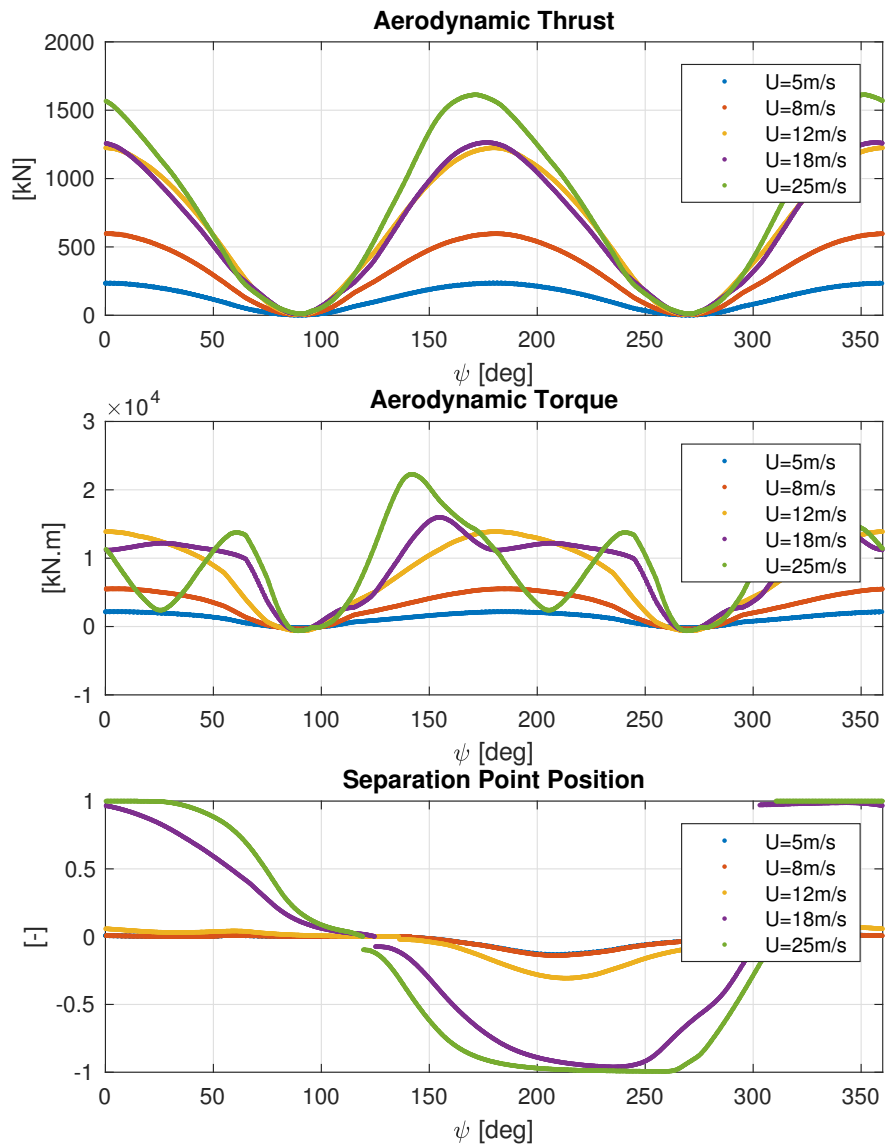 Aerodynamic Thrust
2000
1500
1000
500
0
[kN]
0 50 100 150 200 250 300 350
ψ [deg]
U=5m/s
U=8m/s
U=12m/s
U=18m/s
U=25m/s
Aerodynamic Torque
×10⁴
3
2
1
0
-1
[kN.m]
0 50 100 150 200 250 300 350
ψ [deg]
U=5m/s
U=8m/s
U=12m/s
U=18m/s
U=25m/s
Separation Point Position
1
0.5
0
-0.5
-1
[-]
0 50 100 150 200 250 300 350
ψ [deg]
U=5m/s
U=8m/s
U=12m/s
U=18m/s
U=25m/s